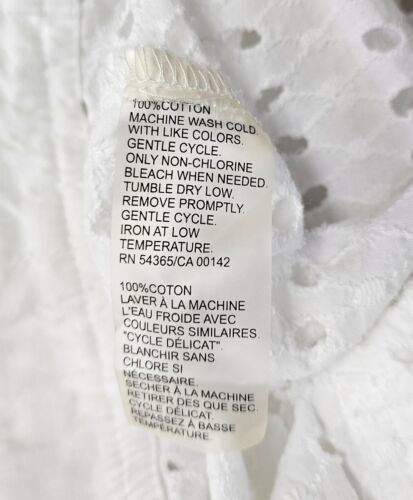 100%COTTON
MACHINE WASH COLD
WITH LIKE COLORS.
GENTLE CYCLE.
ONLY NON-CHLORINE
BLEACH WHEN NEEDED.
TUMBLE DRY LOW.
REMOVE PROMPTLY.
GENTLE CYCLE.
IRON AT LOW
TEMPERATURE.
RN 54365/CA 00142
100%COTON
LAVER À LA MACHINE
L'EAU FROIDE AVEC
COULEURS SIMILAIRES.
"CYCLE DÉLICAT".
BLANCHIR SANS
CHLORE SI
NÉCESSAIRE.
SECHER À LA MACHINE
RETIRER DES QUE SEC.
CYCLE DÉLICAT.
REPASSEZ À BASSE
TEMPÉRATURE.